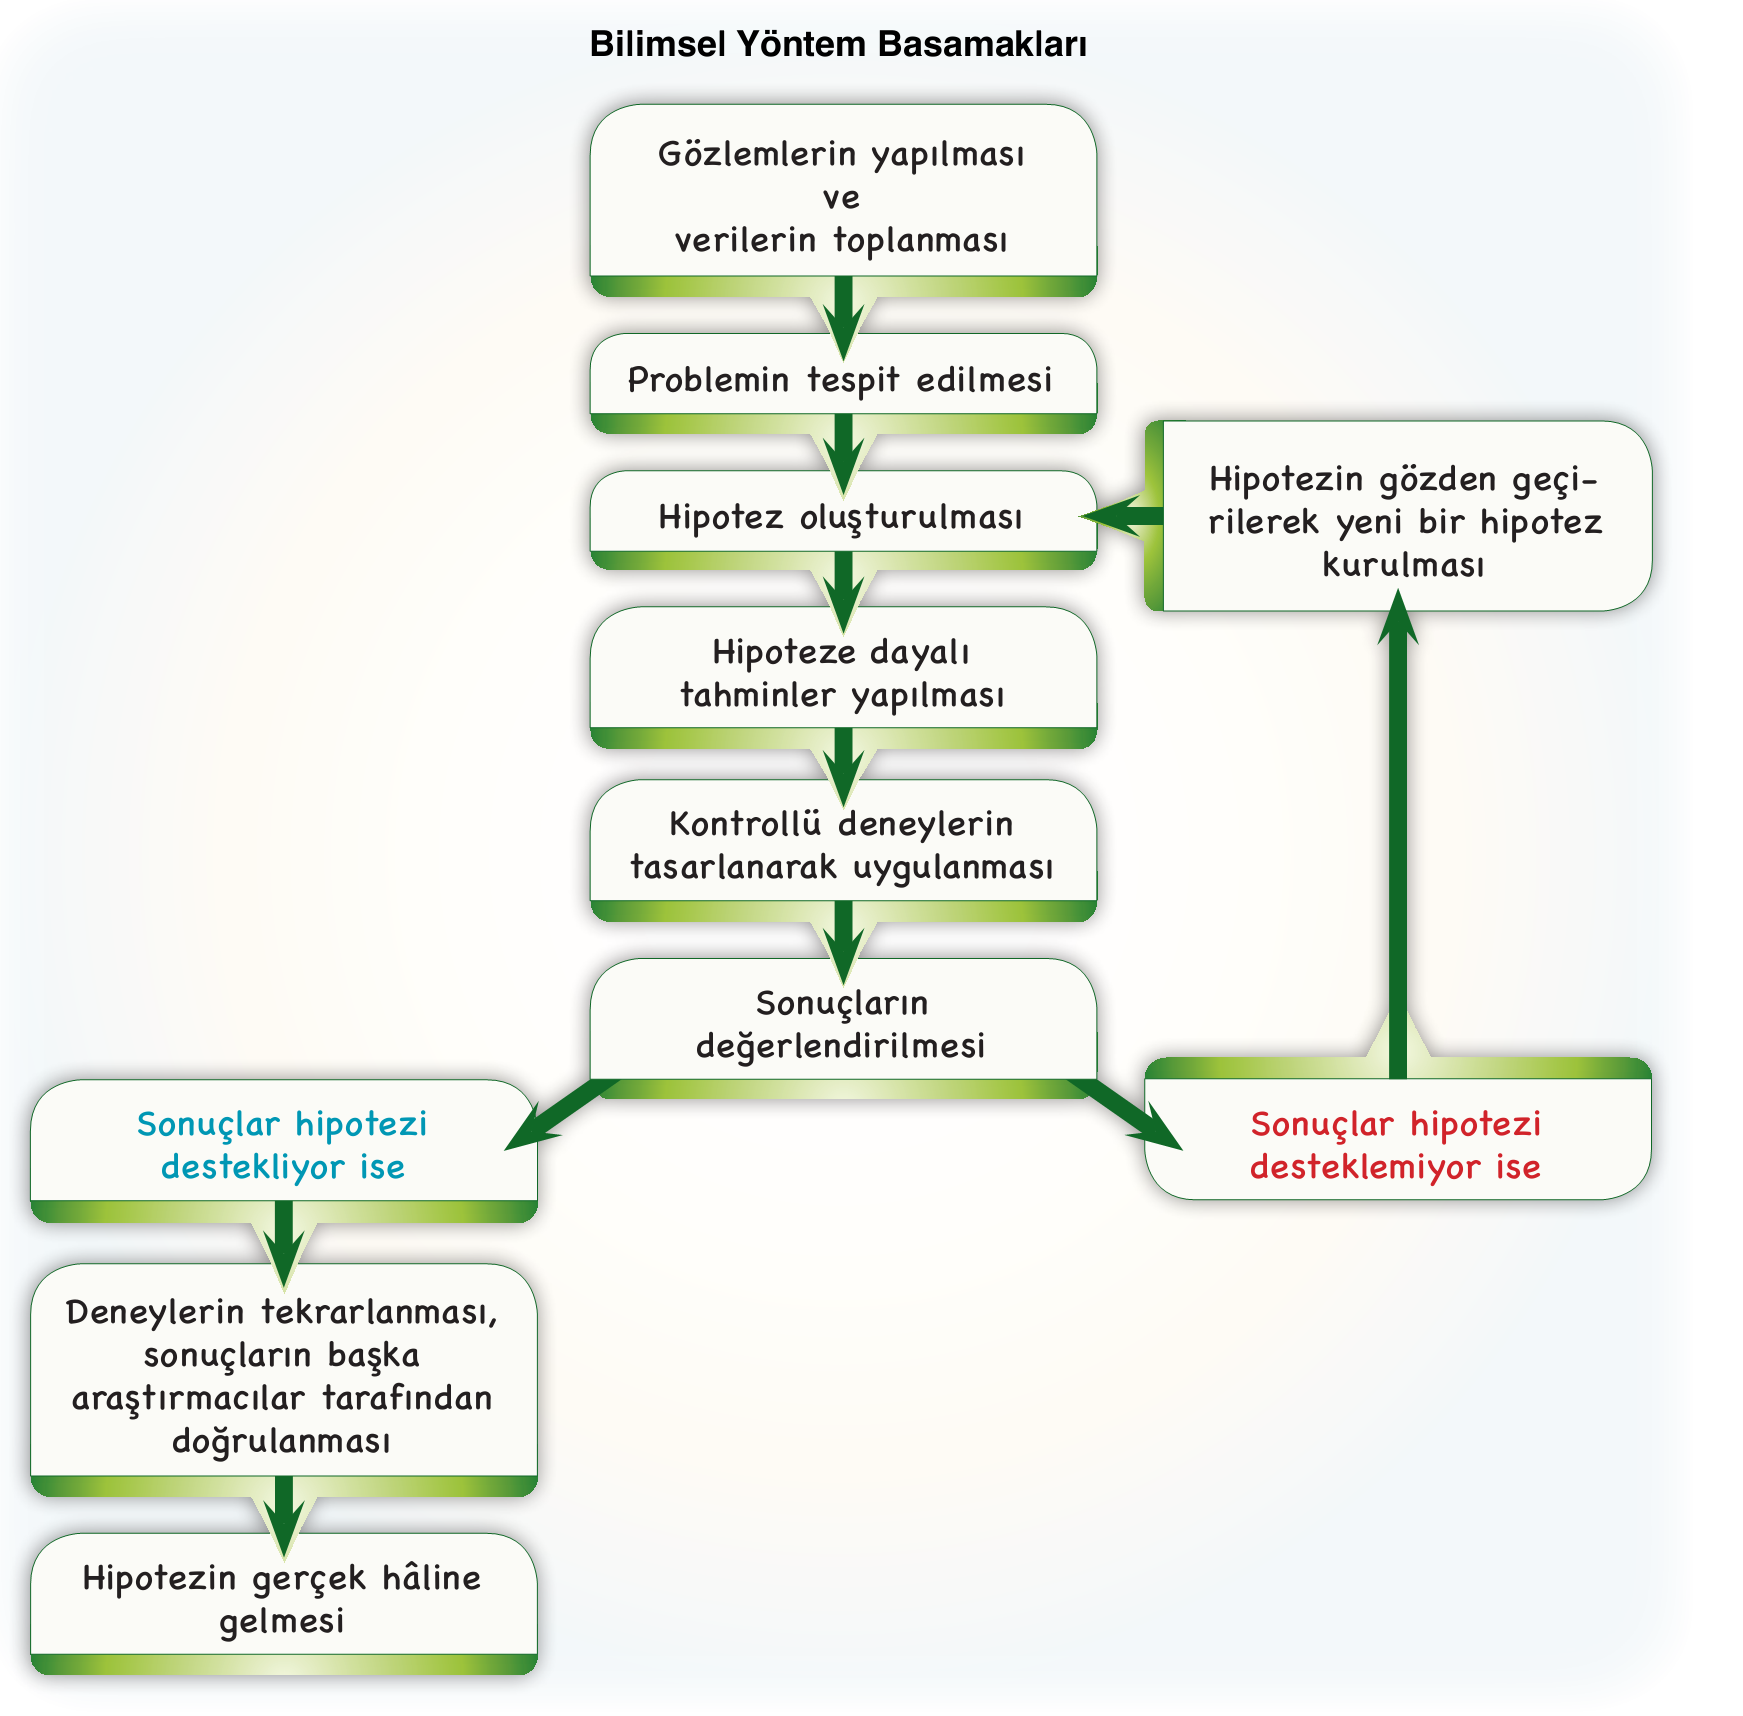 Bilimsel Yöntem Basamakları
Gözlemlerin yapılması
ve
verilerin toplanması
Problemin tespit edilmesi
Hipotez oluşturulması
Hipotezin gözden geçi-
rilerek yeni bir hipotez
kurulması
Hipoteze dayalı
tahminler yapılması
Kontrollü deneylerin
tasarlanarak uygulanması
Sonuçların
değerlendirilmesi
Sonuçlar hipotezi
destekliyor ise
Sonuçlar hipotezi
desteklemiyor ise
Deneylerin tekrarlanması,
sonuçların başka
araştırmacılar tarafından
doğrulanması
Hipotezin gerçek hâline
gelmesi